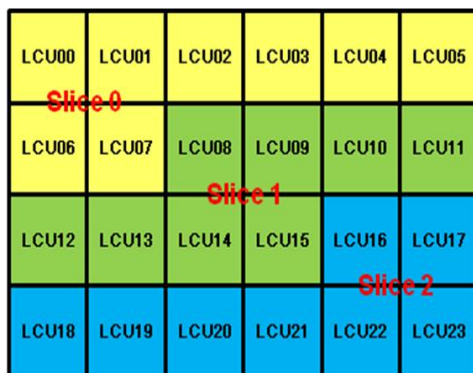 LCU00 LCU01 LCU02 LCU03 LCU04 LCU05
Slice 0
LCU06 LCU07 LCU08 LCU09 LCU10 LCU11
Slice 1
LCU12 LCU13 LCU14 LCU15 LCU16 LCU17
Slice 2
LCU18 LCU19 LCU20 LCU21 LCU22 LCU23